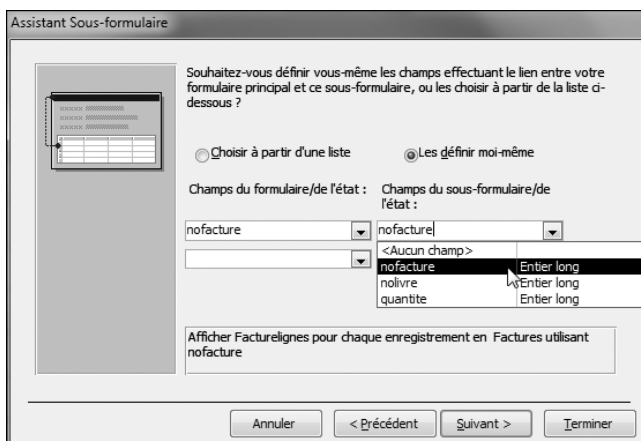 Assistant Sous-formulaire
Souhaitez-vous définir vous-même les champs effectuant le lien entre votre
formulaire principal et ce sous-formulaire, ou les choisir à partir de la liste ci-
dessous ?
Choisir à partir d'une liste
Les définir moi-même
Champs du formulaire/de l'état :
Champs du sous-formulaire/de
l'état :
nofacture
nofacture
<Aucun champ>
nofacture Entier long
nolivre Entier long
quantite Entier long
Afficher Facturelignes pour chaque enregistrement en Factures utilisant
nofacture
Annuler
< Précédent
Suivant >
Terminer